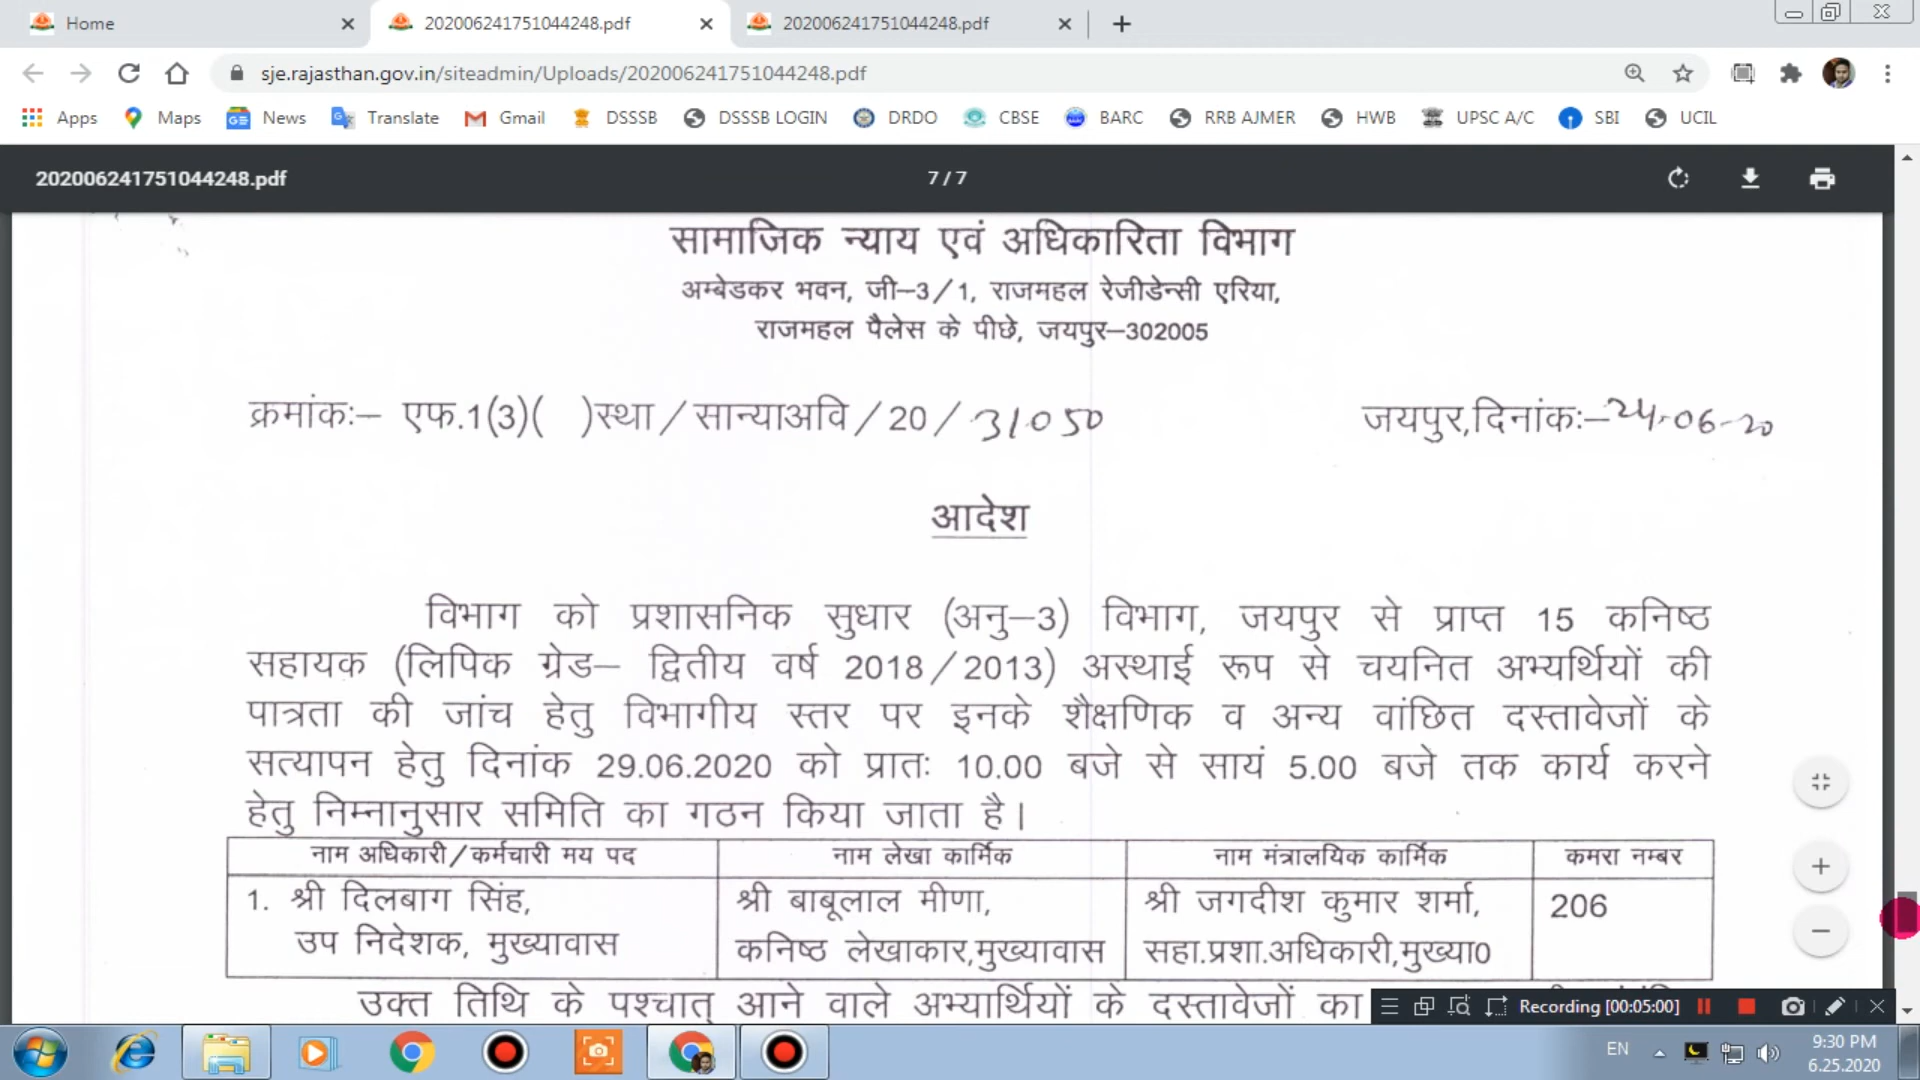 Home
202006241751044248.pdf
202006241751044248.pdf
sje.rajasthan.gov.in/siteadmin/Uploads/202006241751044248.pdf
Apps Maps News Translate Gmail DSSSB DSSSB LOGIN DRDO CBSE BARC RRB AJMER HWB UPSC A/C SBI UCIL
202006241751044248.pdf
7 / 7
सामाजिक न्याय एवं अधिकारिता विभाग
अम्बेडकर भवन, जी–3/1, राजमहल रेजीडेन्सी एरिया,
राजमहल पैलेस के पीछे, जयपुर–302005
क्रमांक:– एफ.1(3)( )स्था/सान्याअवि/20/31050
जयपुर,दिनांक:–24-06-20
आदेश
विभाग को प्रशासनिक सुधार (अनु–3) विभाग, जयपुर से प्राप्त 15 कनिष्ठ
सहायक (लिपिक ग्रेड– द्वितीय वर्ष 2018/2013) अस्थाई रूप से चयनित अभ्यर्थियों की
पात्रता की जांच हेतु विभागीय स्तर पर इनके शैक्षणिक व अन्य वांछित दस्तावेजों के
सत्यापन हेतु दिनांक 29.06.2020 को प्रातः 10.00 बजे से सायं 5.00 बजे तक कार्य करने
हेतु निम्नानुसार समिति का गठन किया जाता है।
नाम अधिकारी/कर्मचारी मय पद नाम लेखा कार्मिक नाम मंत्रालयिक कार्मिक कमरा नम्बर
1. श्री दिलबाग सिंह, श्री बाबूलाल मीणा, श्री जगदीश कुमार शर्मा, 206
उप निदेशक, मुख्यावास कनिष्ठ लेखाकार,मुख्यावास सहा.प्रशा.अधिकारी,मुख्या0
उक्त तिथि के पश्चात् आने वाले अभ्यार्थियों के दस्तावेजों का
Recording [00:05:00]
EN
9:30 PM
6.25.2020